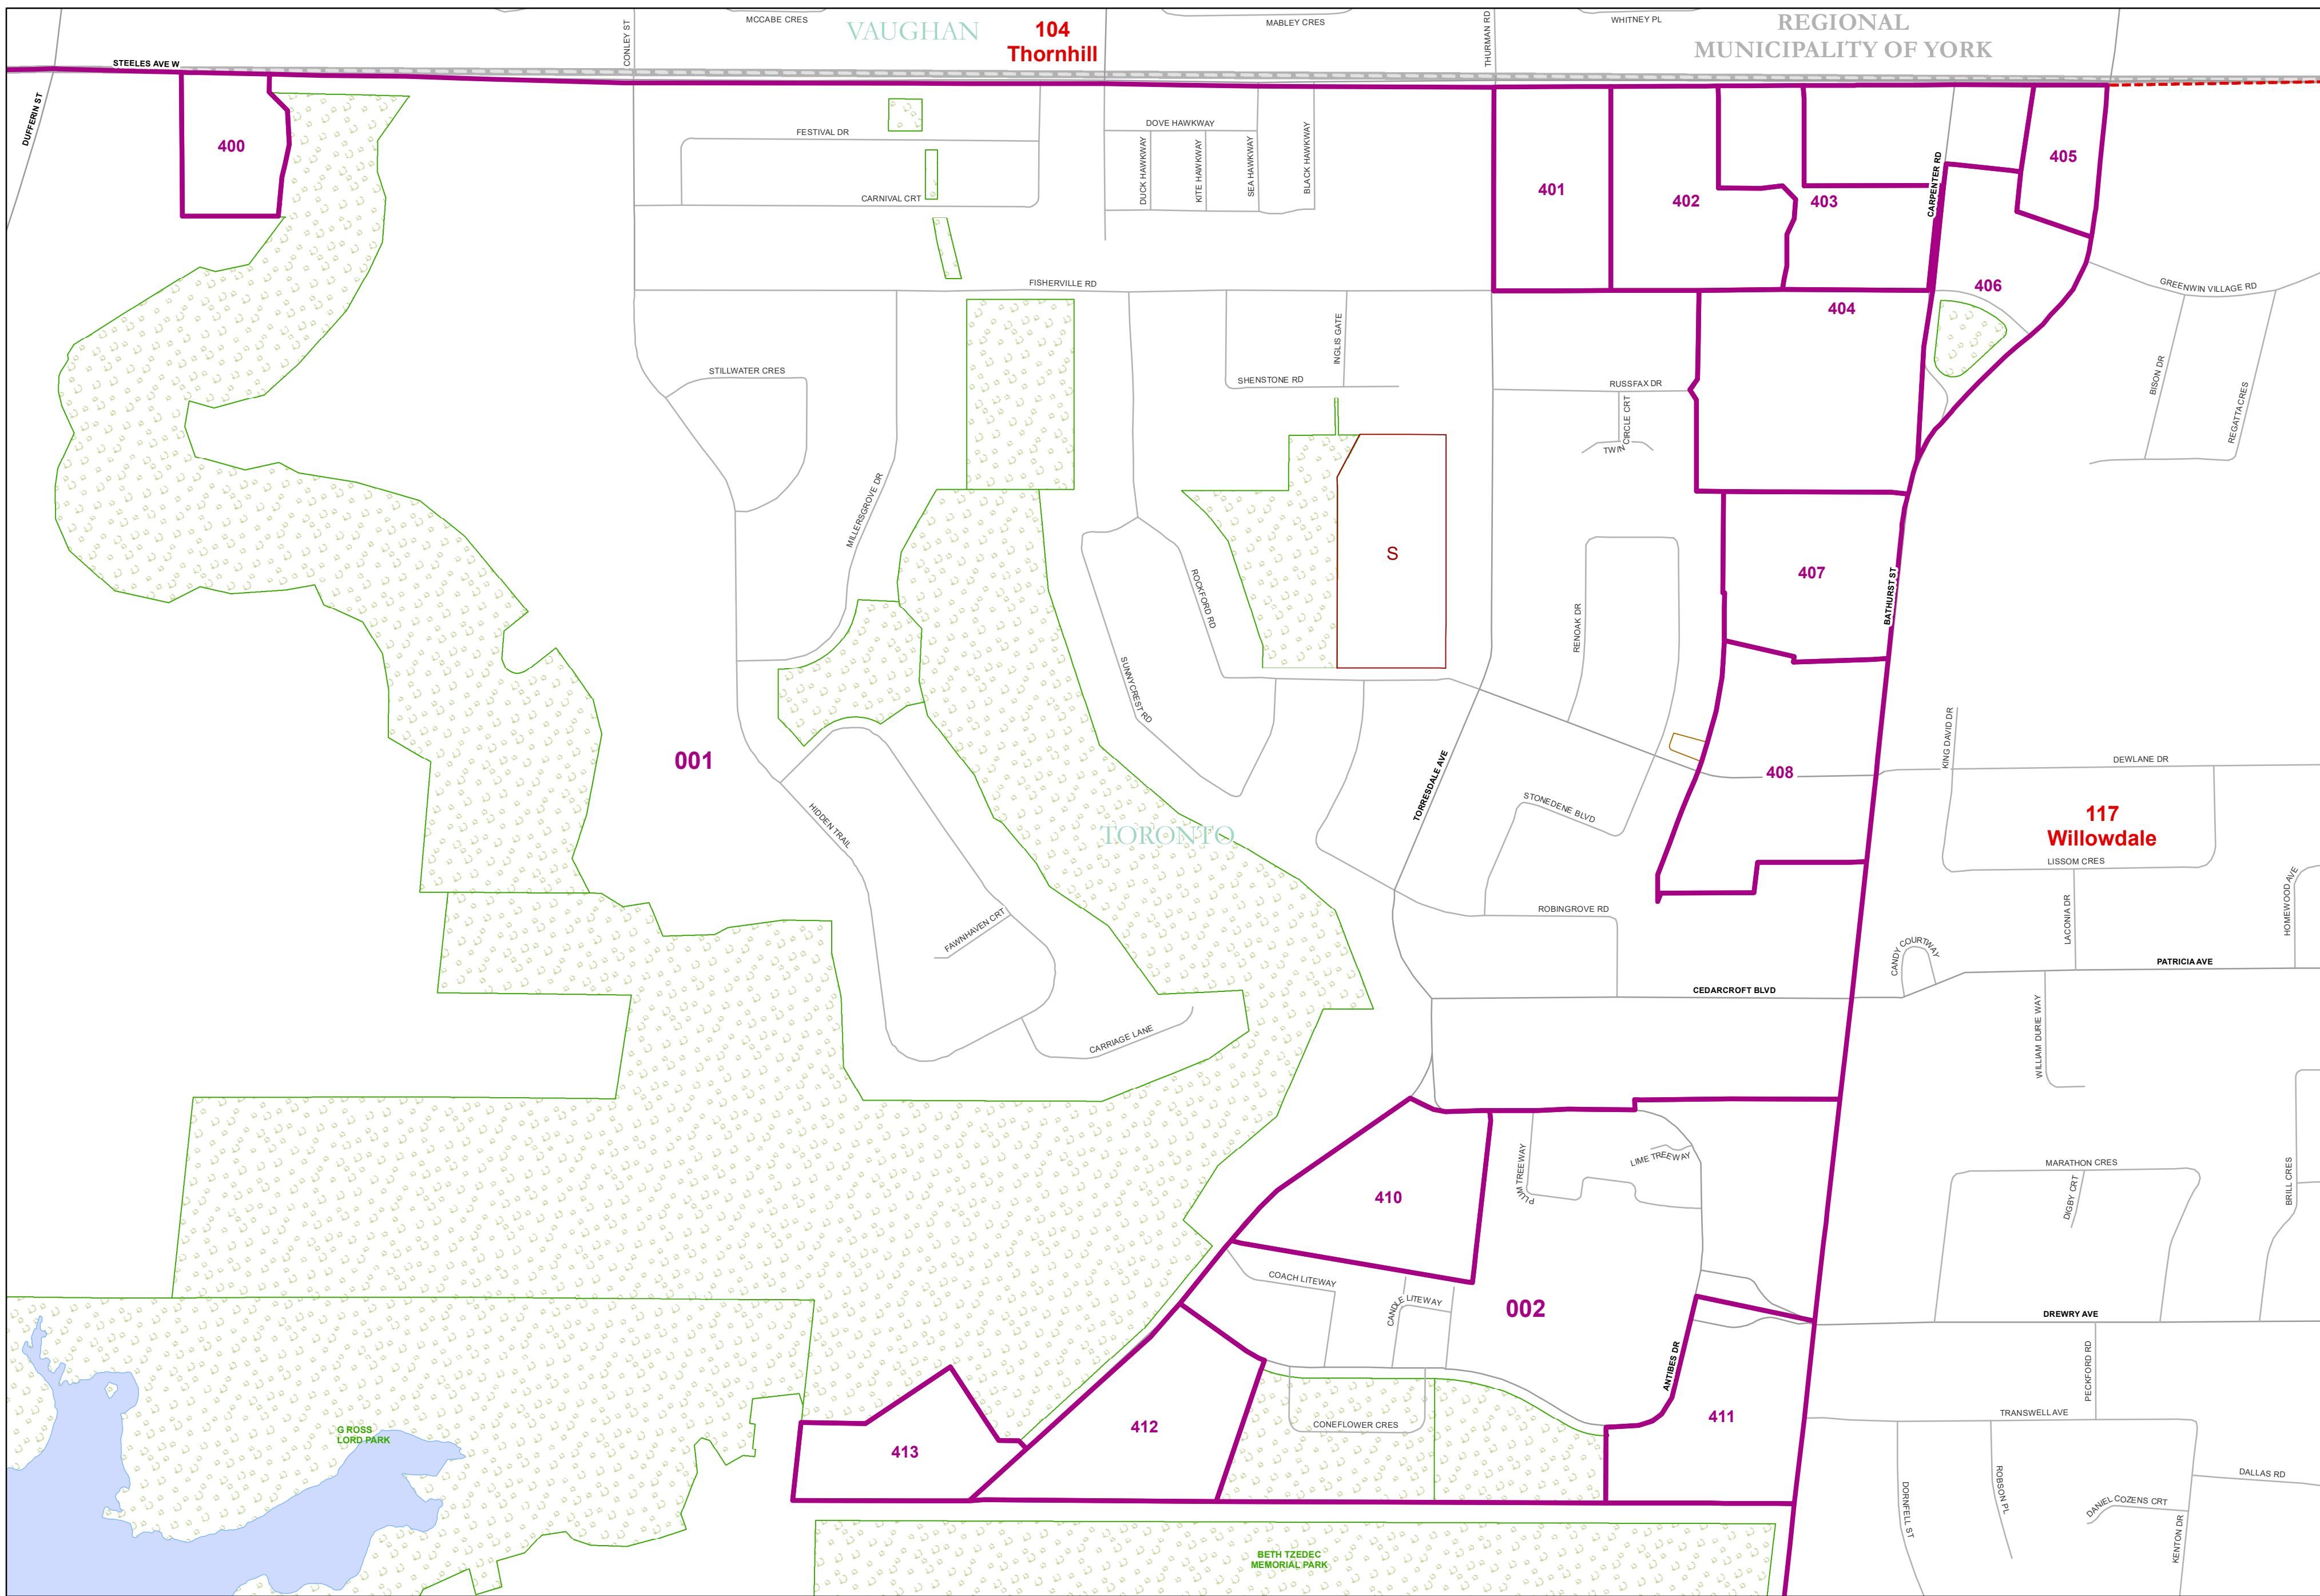 MCCABE CRES
CONLEY ST
VAUGHAN
104
Thornhill
MABLEY CRES
THURMAN RD
WHITNEY PL
REGIONAL
MUNICIPALITY OF YORK
STEELES AVE W
DUFFERIN ST
400
FESTIVAL DR
CARNIVAL CRT
DOVE HAWKWAY
DUCK HAWKWAY
KITE HAWKWAY
SEA HAWKWAY
BLACK HAWKWAY
401
402
403
CARPENTER RD
405
406
404
GREENWIN VILLAGE RD
FISHERVILLE RD
INGLIS GATE
STILLWATER CRES
SHENSTONE RD
RUSSFAX DR
TWIN CIRCLE CRT
BISON DR
REGATTA CRES
MILLERSGROVE DR
ROCKFORD RD
S
407
BATHURST ST
RENOAK DR
SUNNYCREST RD
001
TORRESDALE AVE
KING DAVID DR
DEWLANE DR
408
HIDDEN TRAIL
TORONTO
STONEDENE BLVD
117
Willowdale
LISSOM CRES
HOMEWOOD AVE
FAWNHAVEN CRT
ROBINGROVE RD
LACONIA DR
CANDY COURTWAY
PATRICIA AVE
CEDARCROFT BLVD
CARRIAGE LANE
WILLIAM DURIE WAY
PLUM TREEWAY
LIME TREEWAY
MARATHON CRES
DIGBY CRT
BRILL CRES
410
COACH LITEWAY
CANDLE LITEWAY
002
DREWRY AVE
ANTIBES DR
PECKFORD RD
G ROSS
LORD PARK
413
412
CONEFLOWER CRES
411
TRANSWELL AVE
DALLAS RD
DORNFELL ST
ROBSON PL
DANIEL COZENS CRT
KENTON DR
BETH TZEDEC
MEMORIAL PARK